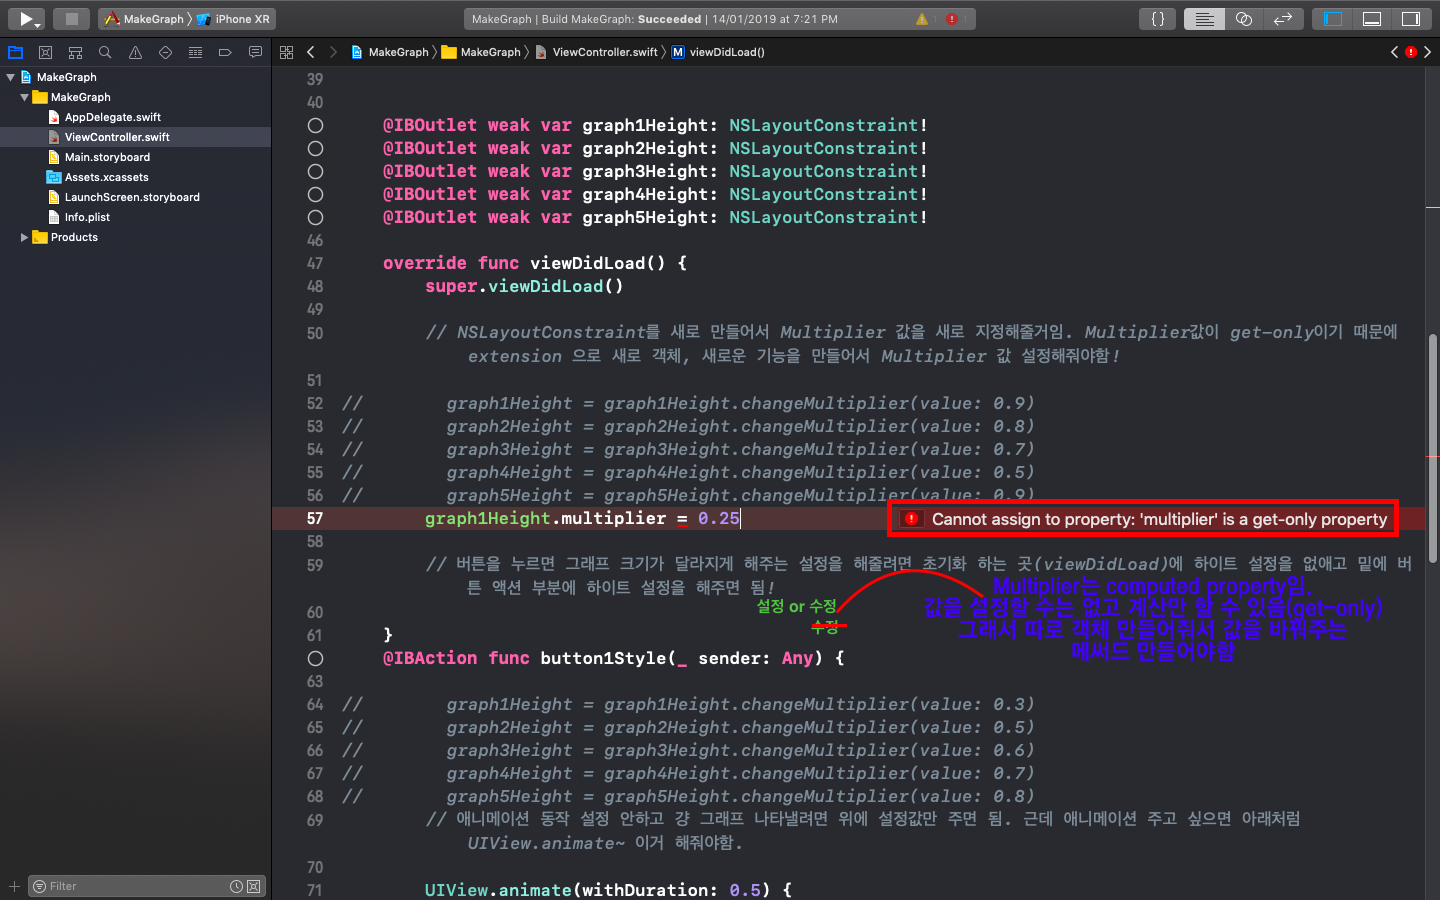 MakeGraph iPhone XR
MakeGraph | Build MakeGraph: Succeeded | 14/01/2019 at 7:21 PM
MakeGraph MakeGraph ViewController.swift M viewDidLoad()
MakeGraph
MakeGraph
AppDelegate.swift
ViewController.swift
Main.storyboard
Assets.xcassets
LaunchScreen.storyboard
Info.plist
Products
Filter
39
40
@IBOutlet weak var graph1Height: NSLayoutConstraint!
@IBOutlet weak var graph2Height: NSLayoutConstraint!
@IBOutlet weak var graph3Height: NSLayoutConstraint!
@IBOutlet weak var graph4Height: NSLayoutConstraint!
@IBOutlet weak var graph5Height: NSLayoutConstraint!
46
47 override func viewDidLoad() {
48 super.viewDidLoad()
49
50 // NSLayoutConstraint를 새로 만들어서 Multiplier 값을 새로 지정해줄거임. Multiplier값이 get-only이기 때문에
extension 으로 새로 객체, 새로운 기능을 만들어서 Multiplier 값 설정해줘야함!
51
52 // graph1Height = graph1Height.changeMultiplier(value: 0.9)
53 // graph2Height = graph2Height.changeMultiplier(value: 0.8)
54 // graph3Height = graph3Height.changeMultiplier(value: 0.7)
55 // graph4Height = graph4Height.changeMultiplier(value: 0.5)
56 // graph5Height = graph5Height.changeMultiplier(value: 0.9)
57 graph1Height.multiplier = 0.25 Cannot assign to property: 'multiplier' is a get-only property
58
59 // 버튼을 누르면 그래프 크기가 달라지게 해주는 설정을 해줄려면 초기화 하는 곳(viewDidLoad)에 하이트 설정을 없애고 밑에 버
튼 액션 부분에 하이트 설정을 해주면 됨!
Multiplier는 computed property임.
설정 or 수정
값을 설정할 수는 없고 계산만 할 수 있음(get-only)
60
수정
그래서 따로 객체 만들어줘서 값을 바꿔주는
메써드 만들어야함
61 }
@IBAction func button1Style(_ sender: Any) {
63
64 // graph1Height = graph1Height.changeMultiplier(value: 0.3)
65 // graph2Height = graph2Height.changeMultiplier(value: 0.5)
66 // graph3Height = graph3Height.changeMultiplier(value: 0.6)
67 // graph4Height = graph4Height.changeMultiplier(value: 0.7)
68 // graph5Height = graph5Height.changeMultiplier(value: 0.8)
69 // 애니메이션 동작 설정 안하고 걍 그래프 나타낼려면 위에 설정값만 주면 됨. 근데 애니메이션 주고 싶으면 아래처럼
UIView.animate~ 이거 해줘야함.
70
71 UIView.animate(withDuration: 0.5) {